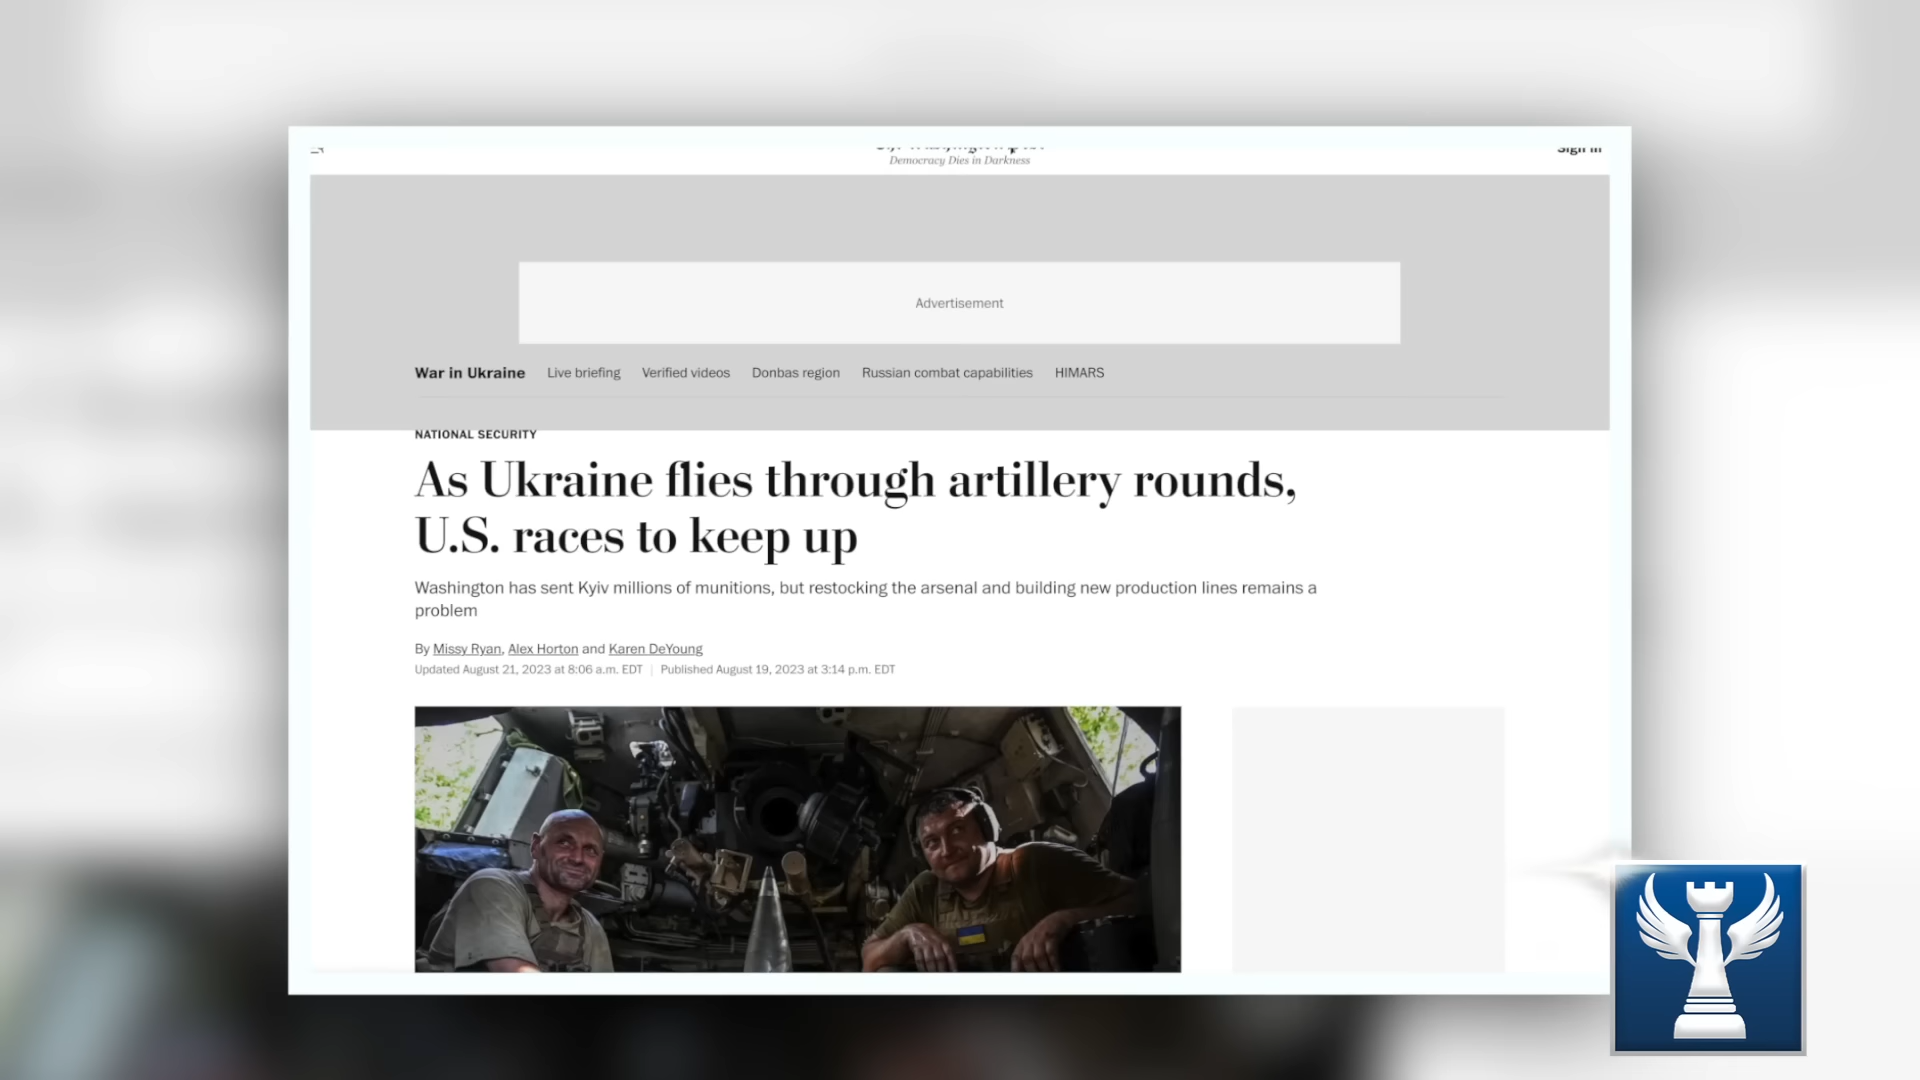 Democracy Dies in Darkness
Sign in
Advertisement
War in Ukraine Live briefing Verified videos Donbas region Russian combat capabilities HIMARS
NATIONAL SECURITY
As Ukraine flies through artillery rounds,
U.S. races to keep up
Washington has sent Kyiv millions of munitions, but restocking the arsenal and building new production lines remains a
problem
By Missy Ryan, Alex Horton and Karen DeYoung
Updated August 21, 2023 at 8:06 a.m. EDT | Published August 19, 2023 at 3:14 p.m. EDT